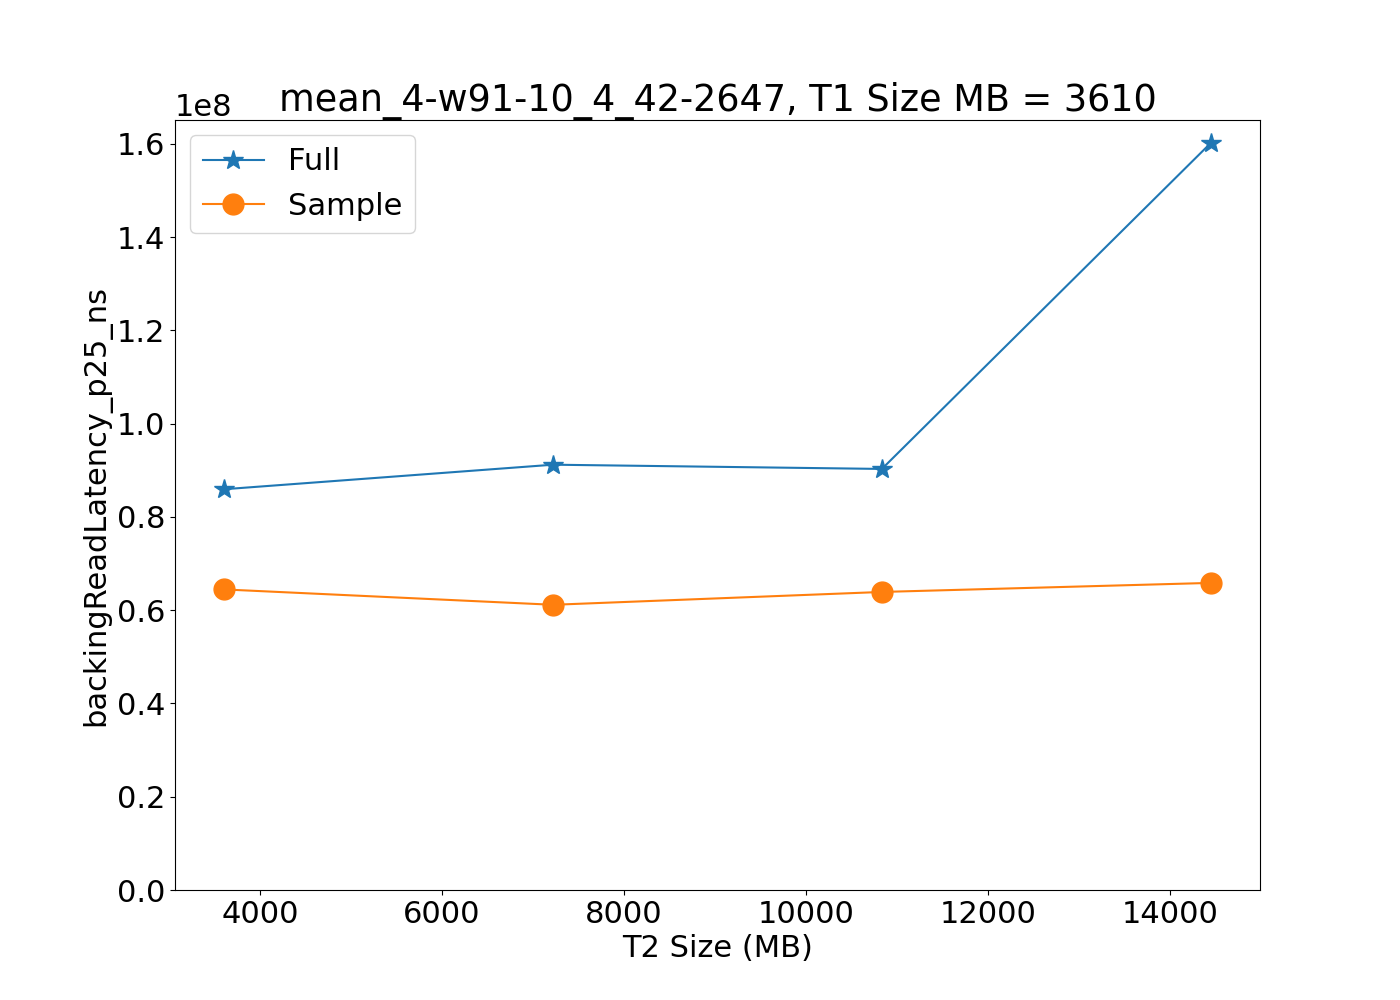 mean_4-w91-10_4_42-2647, T1 Size MB = 3610
1e8
Full
Sample
1.6
1.4
1.2
1.0
0.8
0.6
0.4
0.2
0.0
backingReadLatency_p25_ns
4000 6000 8000 10000 12000 14000
T2 Size (MB)